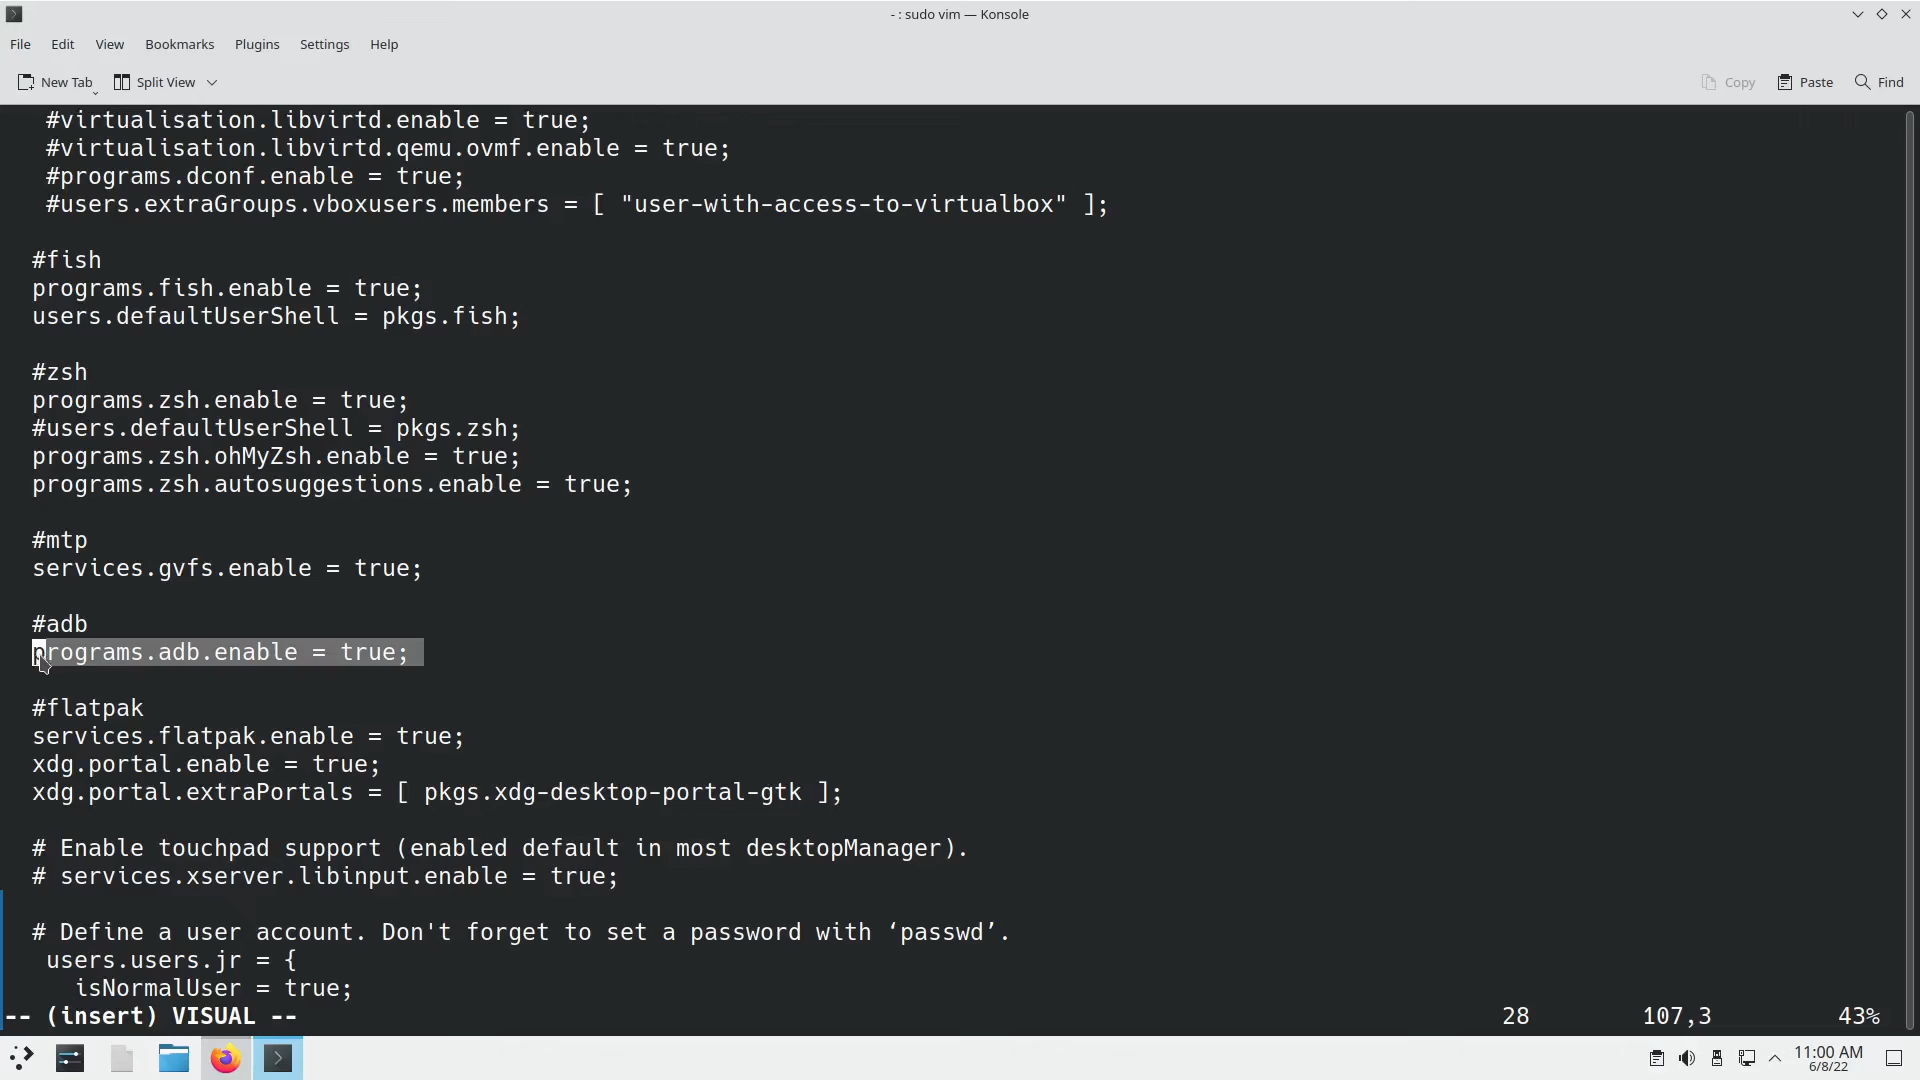 - : sudo vim — Konsole
File Edit View Bookmarks Plugins Settings Help
New Tab Split View Copy Paste Find
#virtualisation.libvirtd.enable = true;
#virtualisation.libvirtd.qemu.ovmf.enable = true;
#programs.dconf.enable = true;
#users.extraGroups.vboxusers.members = [ "user-with-access-to-virtualbox" ];
#fish
programs.fish.enable = true;
users.defaultUserShell = pkgs.fish;
#zsh
programs.zsh.enable = true;
#users.defaultUserShell = pkgs.zsh;
programs.zsh.ohMyZsh.enable = true;
programs.zsh.autosuggestions.enable = true;
#mtp
services.gvfs.enable = true;
#adb
programs.adb.enable = true;
#flatpak
services.flatpak.enable = true;
xdg.portal.enable = true;
xdg.portal.extraPortals = [ pkgs.xdg-desktop-portal-gtk ];
# Enable touchpad support (enabled default in most desktopManager).
# services.xserver.libinput.enable = true;
# Define a user account. Don't forget to set a password with ‘passwd’.
users.users.jr = {
isNormalUser = true;
-- (insert) VISUAL -- 28 107,3 43%
11:00 AM
6/8/22